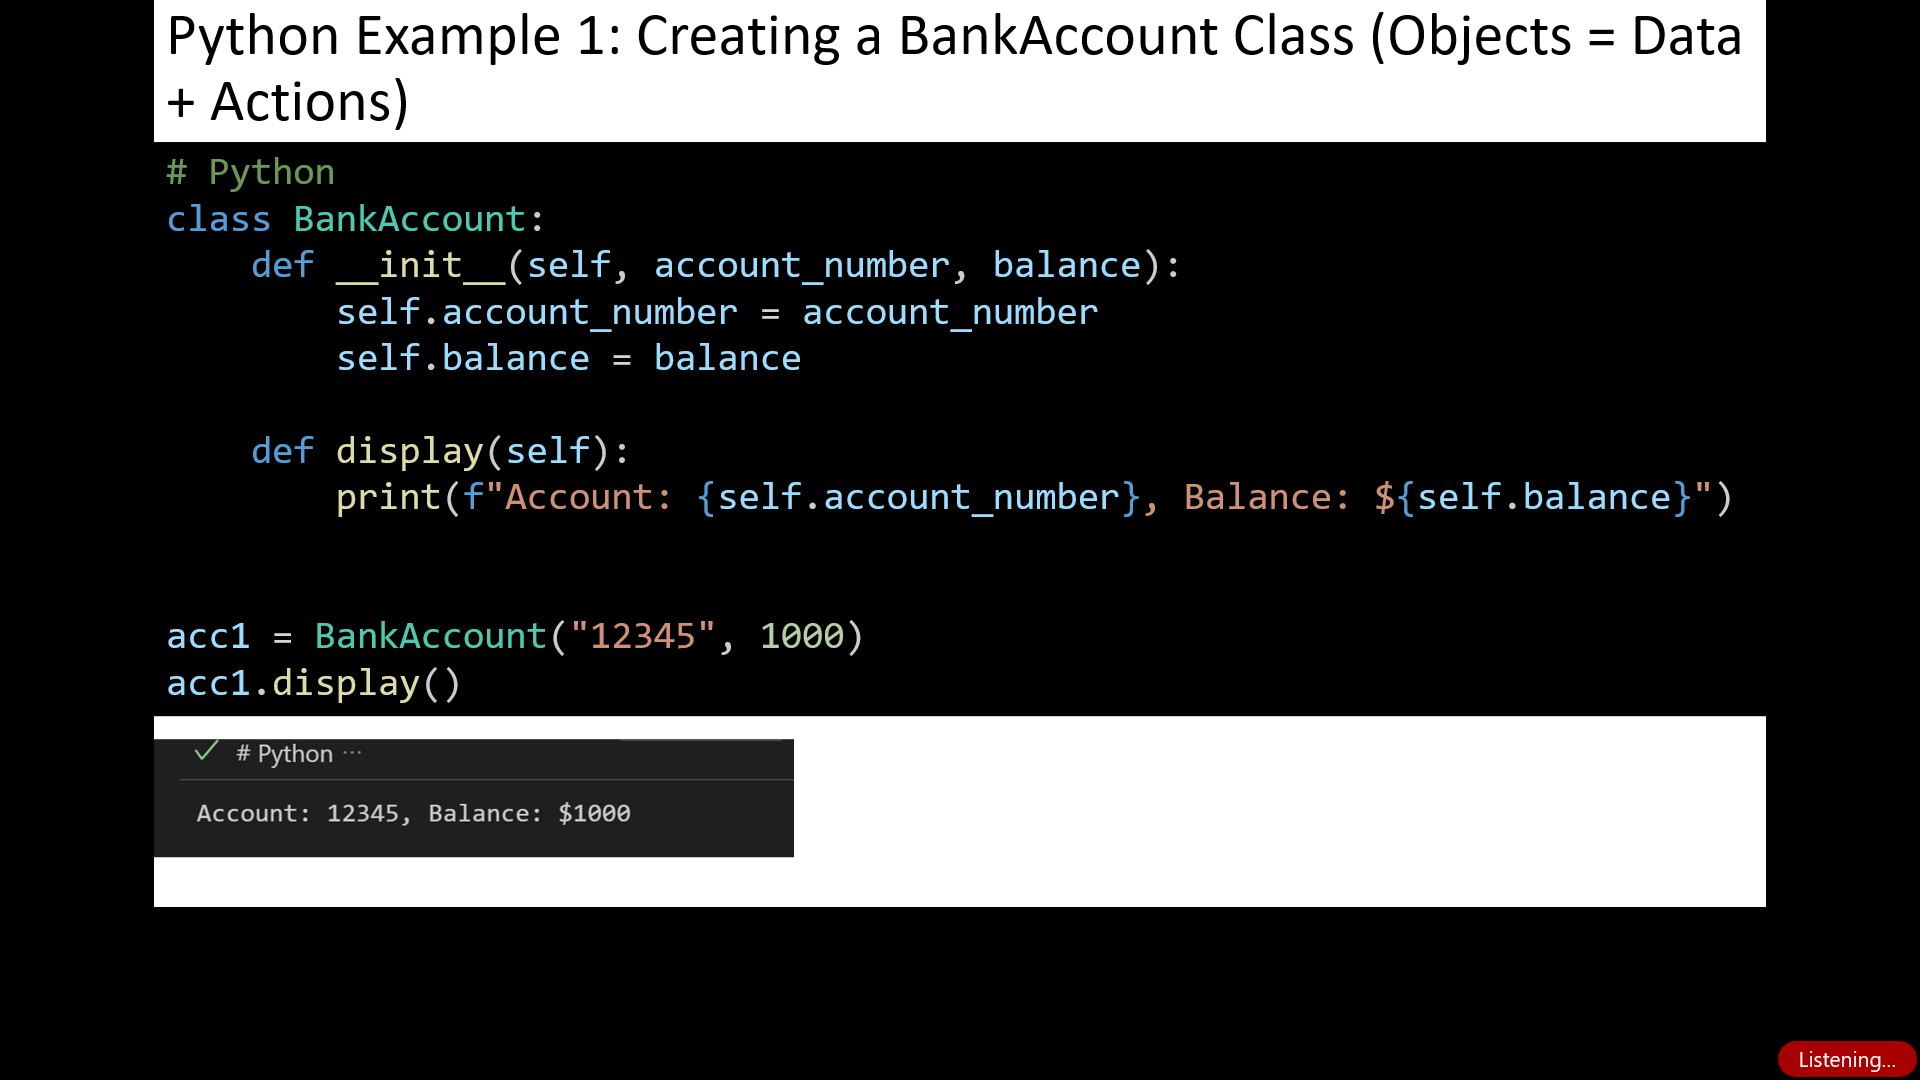 Python Example 1: Creating a BankAccount Class (Objects = Data
+ Actions)
# Python
class BankAccount:
    def __init__(self, account_number, balance):
        self.account_number = account_number
        self.balance = balance
    def display(self):
        print(f"Account: {self.account_number}, Balance: ${self.balance}")
acc1 = BankAccount("12345", 1000)
acc1.display()
✓ # Python ···
Account: 12345, Balance: $1000
Listening...